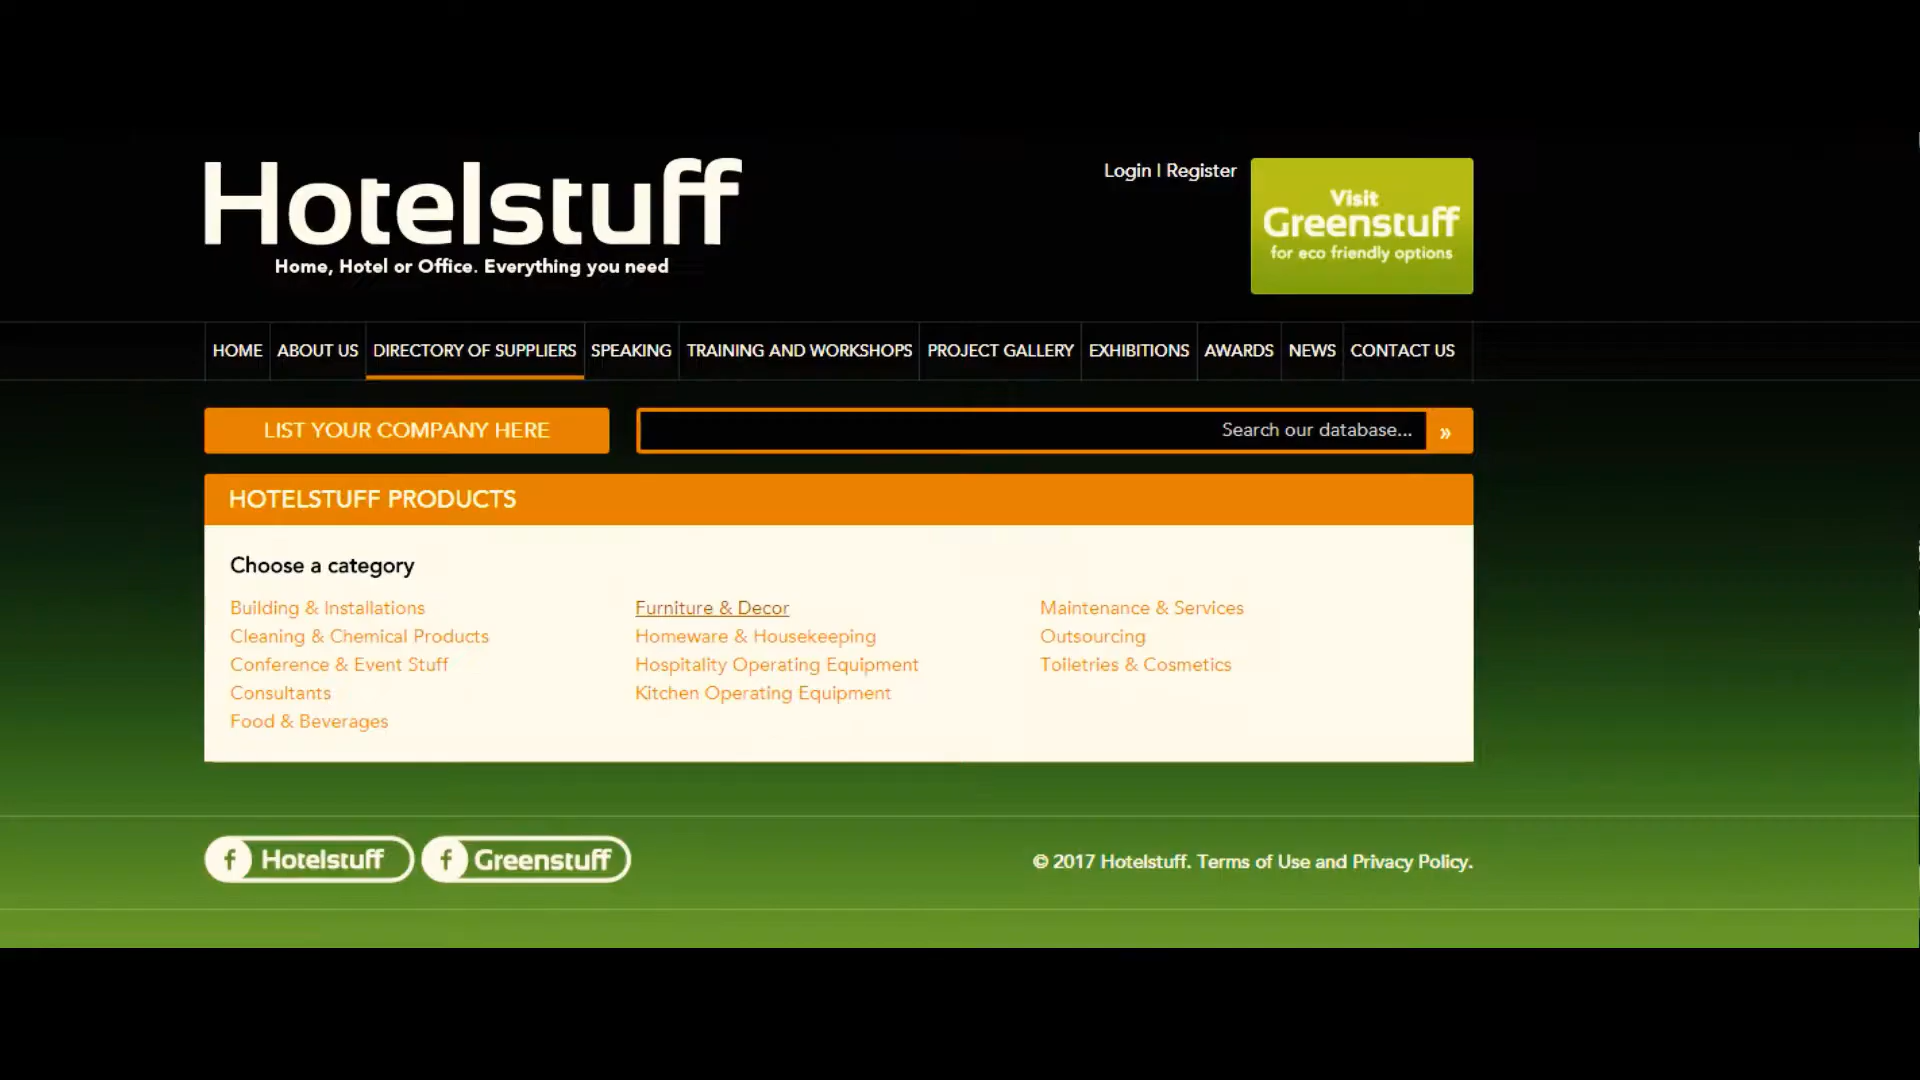 Hotelstuff
Home, Hotel or Office. Everything you need
Login | Register
Visit
Greenstuff
for eco friendly options
HOME ABOUT US DIRECTORY OF SUPPLIERS SPEAKING TRAINING AND WORKSHOPS PROJECT GALLERY EXHIBITIONS AWARDS NEWS CONTACT US
LIST YOUR COMPANY HERE
Search our database... »
HOTELSTUFF PRODUCTS
Choose a category
Building & Installations
Cleaning & Chemical Products
Conference & Event Stuff
Consultants
Food & Beverages
Furniture & Decor
Homeware & Housekeeping
Hospitality Operating Equipment
Kitchen Operating Equipment
Maintenance & Services
Outsourcing
Toiletries & Cosmetics
f Hotelstuff
f Greenstuff
© 2017 Hotelstuff. Terms of Use and Privacy Policy.